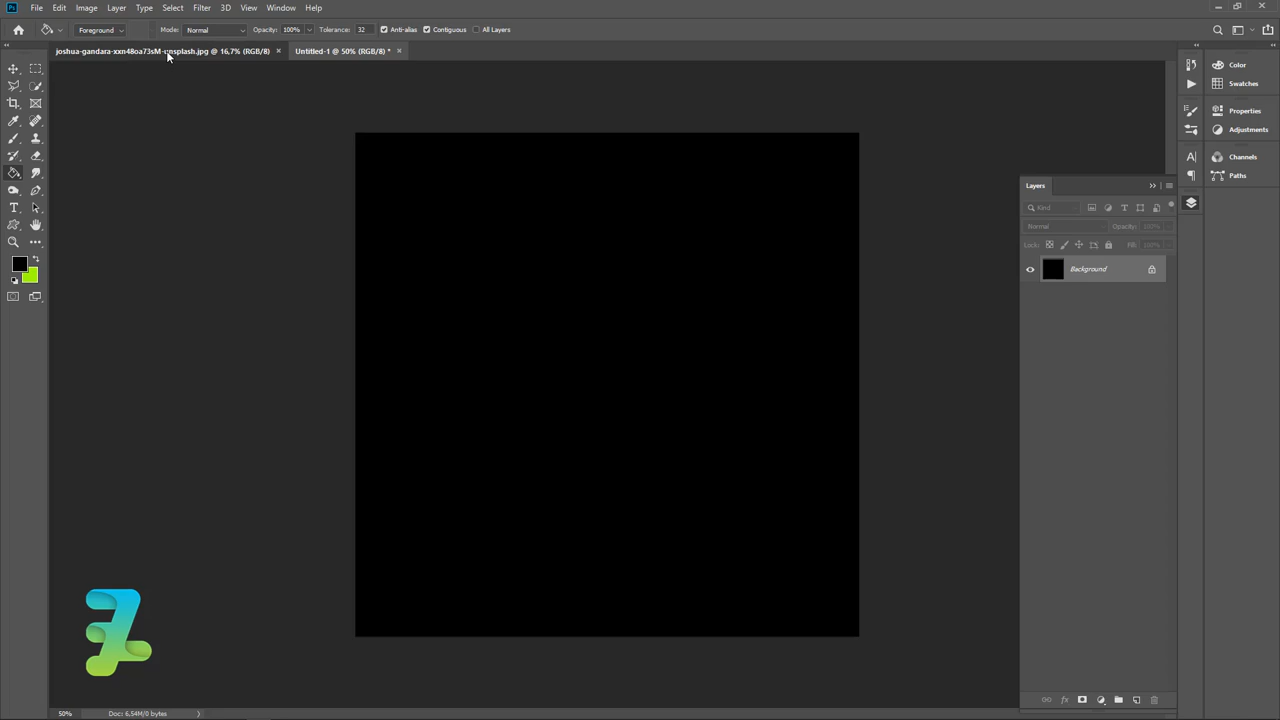 Ps File Edit Image Layer Type Select Filter 3D View Window Help
Foreground Mode: Normal Opacity: 100% Tolerance: 32 Anti-alias Contiguous All Layers
joshua-gandara-xxn48oa73sM-unsplash.jpg @ 16,7% (RGB/8) × Untitled-1 @ 50% (RGB/8) * ×
Color
Swatches
Properties
Adjustments
Channels
Paths
Layers
Kind
Normal Opacity: 100%
Lock: Fill: 100%
Background
50% Doc: 6,54M/0 bytes